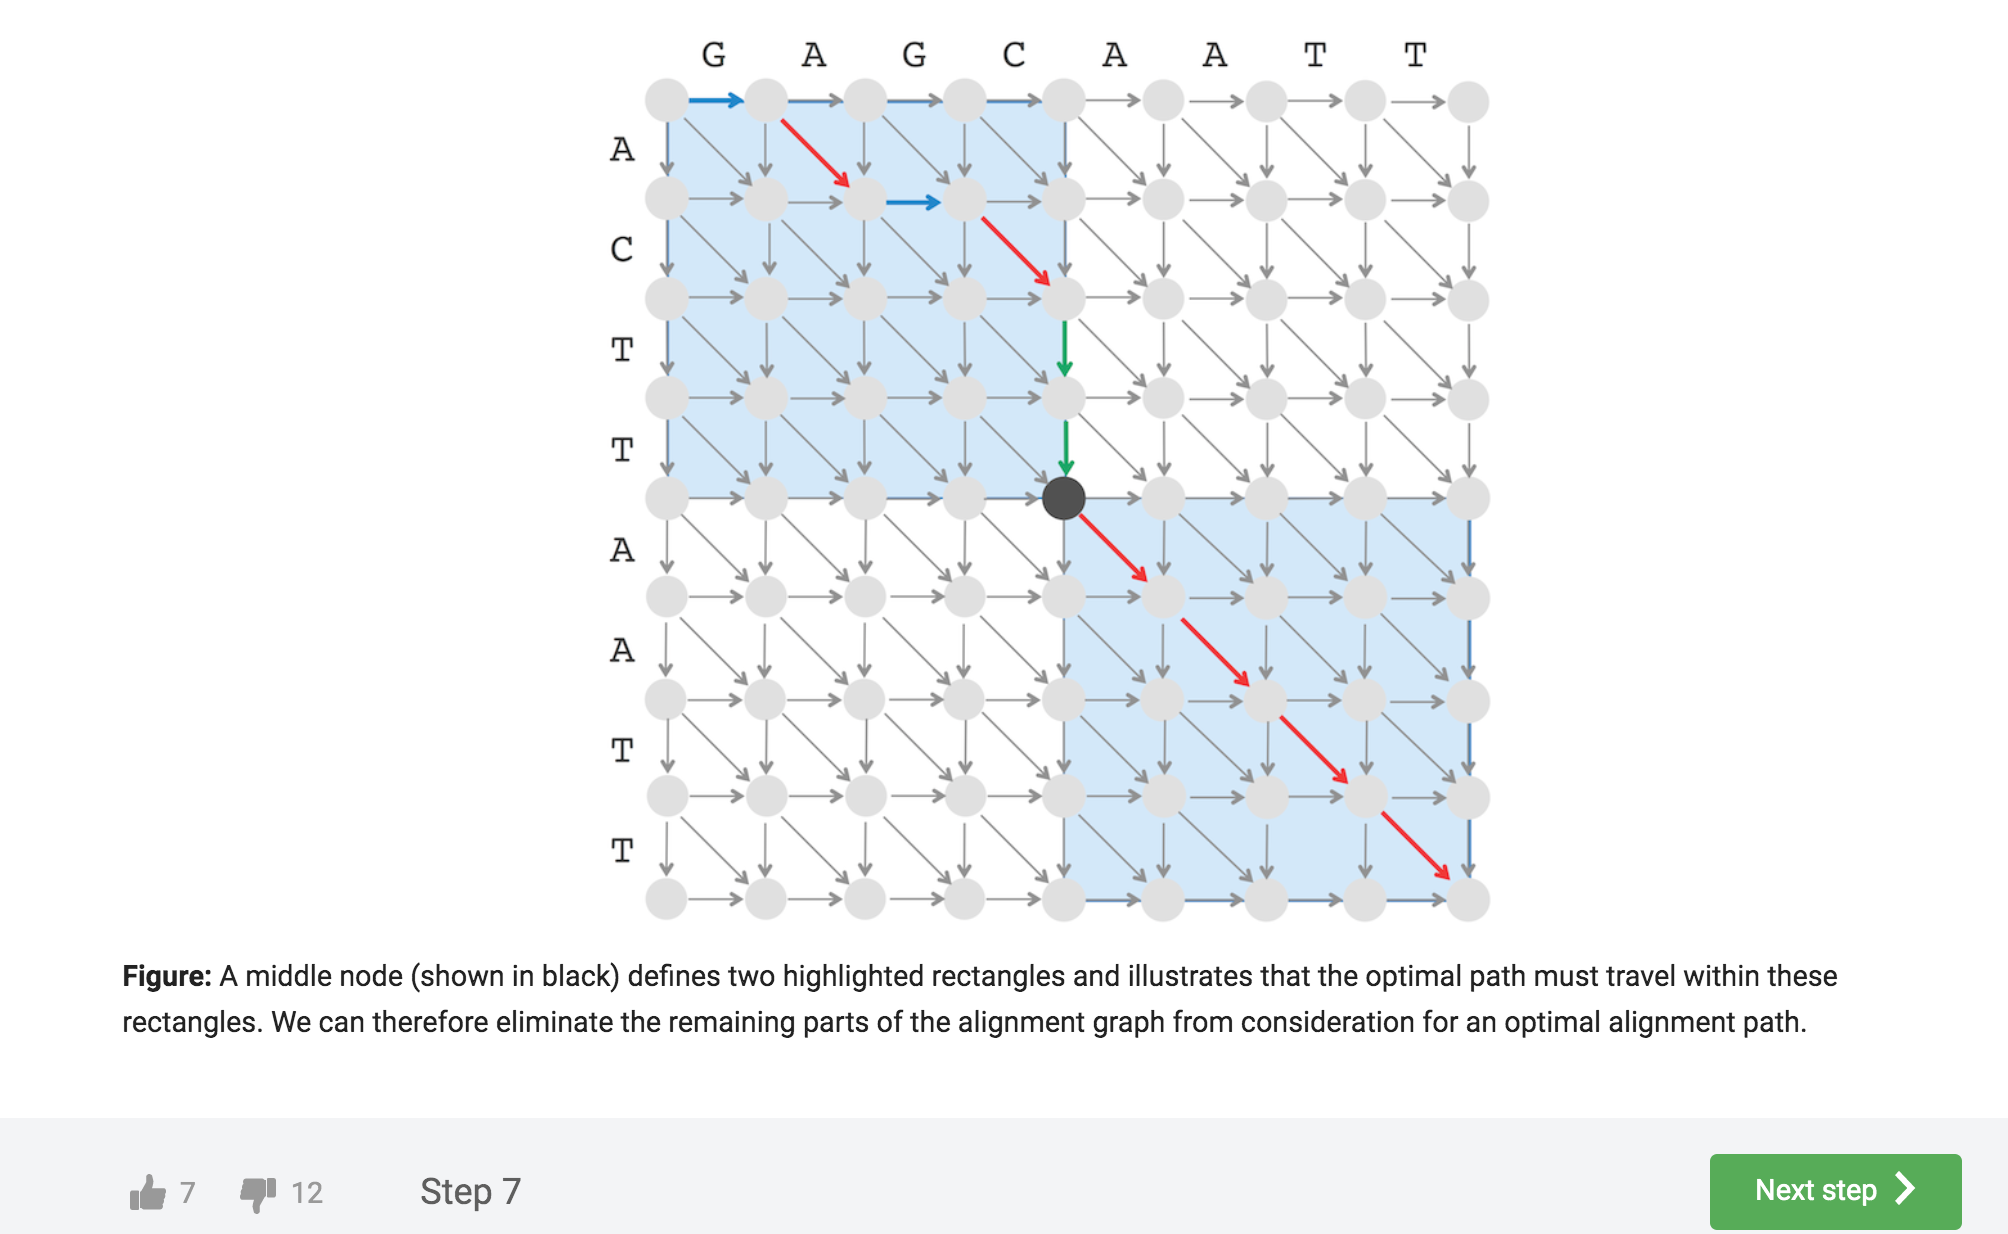 G A G C A A T T
A
C
T
T
A
A
T
T
Figure: A middle node (shown in black) defines two highlighted rectangles and illustrates that the optimal path must travel within these
rectangles. We can therefore eliminate the remaining parts of the alignment graph from consideration for an optimal alignment path.
7 12 Step 7 Next step